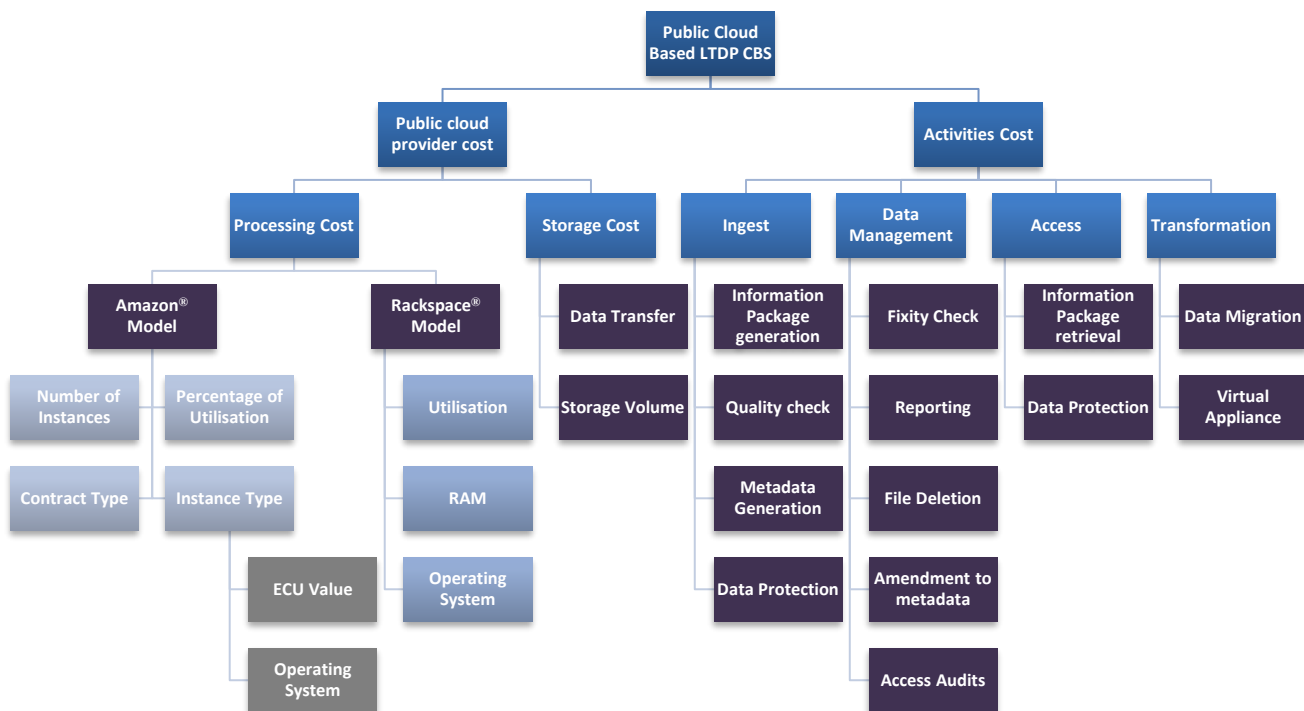 Public Cloud
Based LTDP CBS
Public cloud
provider cost
Activities Cost
Processing Cost
Storage Cost
Ingest
Data
Management
Access
Transformation
Amazon®
Model
Rackspace®
Model
Data Transfer
Information
Package
generation
Fixity Check
Information
Package
retrieval
Data Migration
Number of
Instances
Percentage of
Utilisation
Utilisation
Storage Volume
Quality check
Reporting
Data Protection
Virtual
Appliance
Contract Type
Instance Type
RAM
Metadata
Generation
File Deletion
ECU Value
Operating
System
Data Protection
Amendment to
metadata
Operating
System
Access Audits